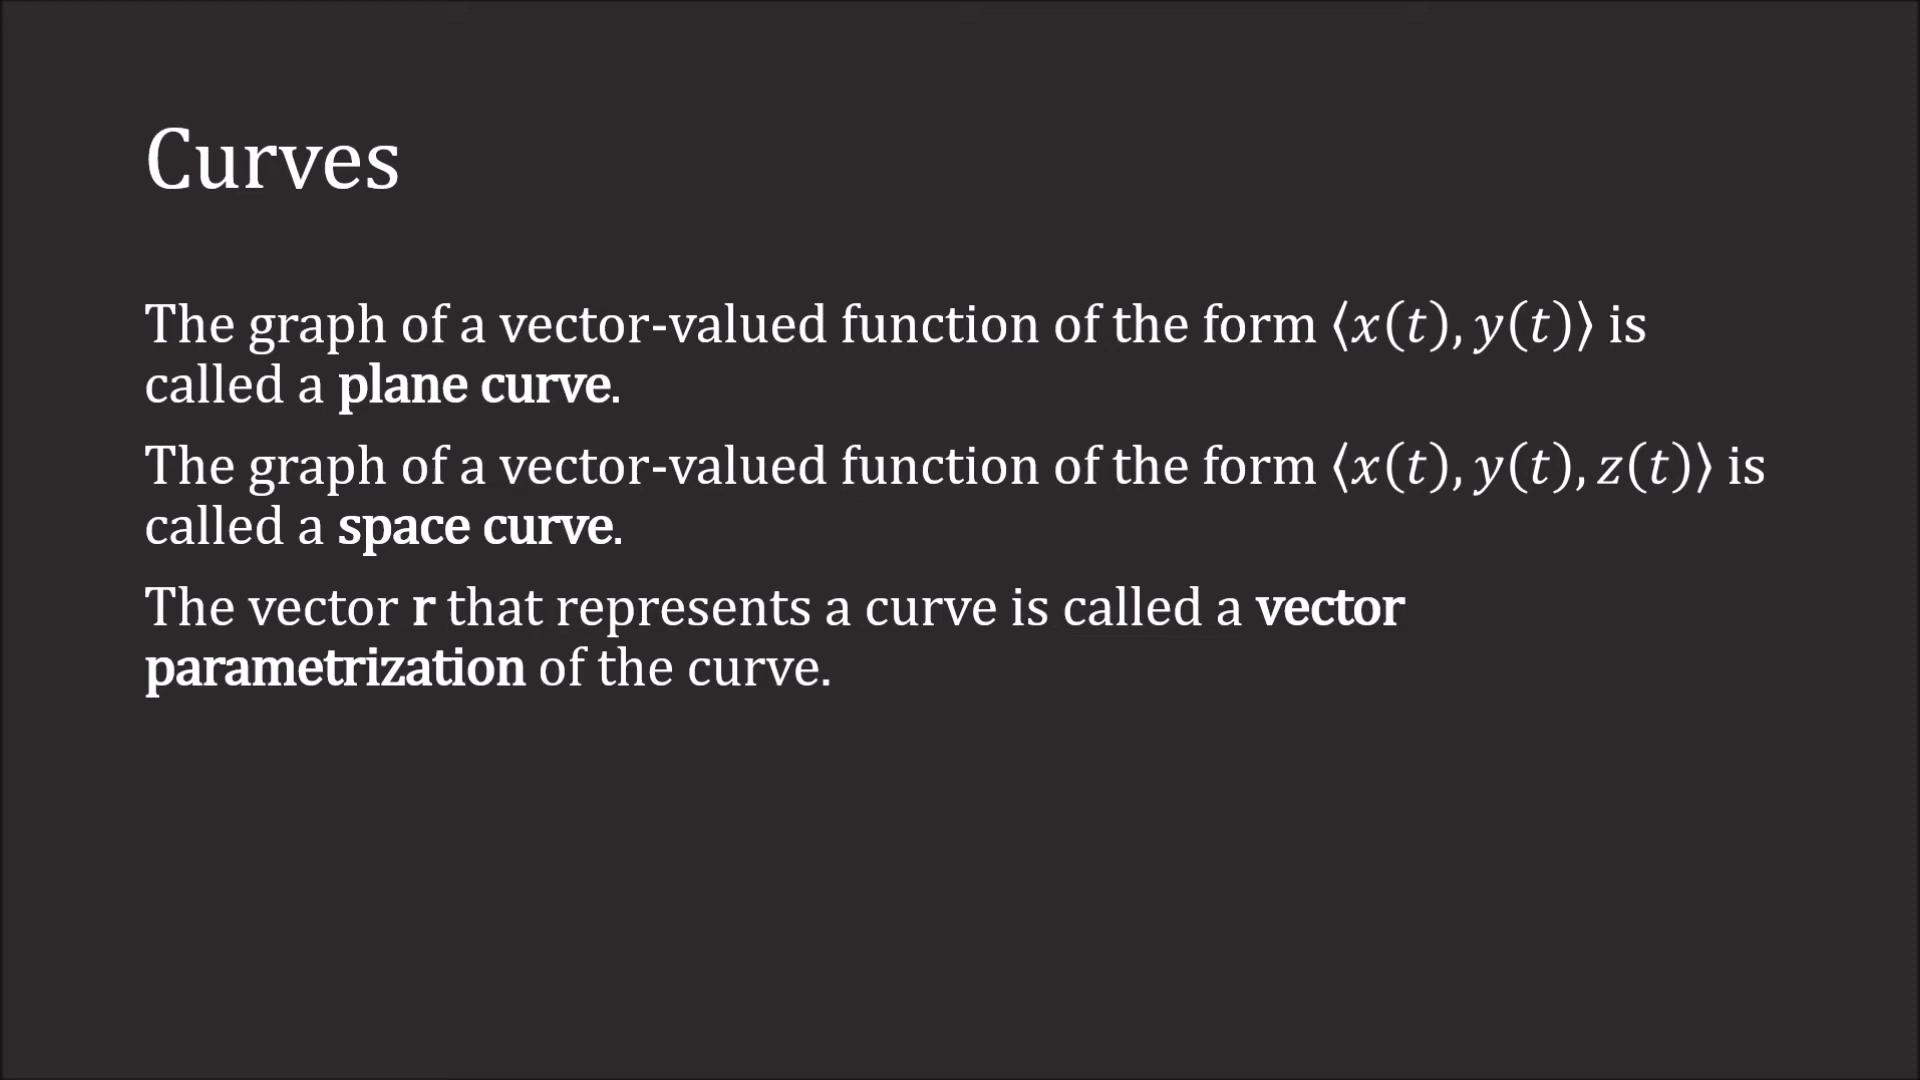 Curves
The graph of a vector-valued function of the form ⟨x(t), y(t)⟩ is
called a plane curve.
The graph of a vector-valued function of the form ⟨x(t), y(t), z(t)⟩ is
called a space curve.
The vector r that represents a curve is called a vector
parametrization of the curve.